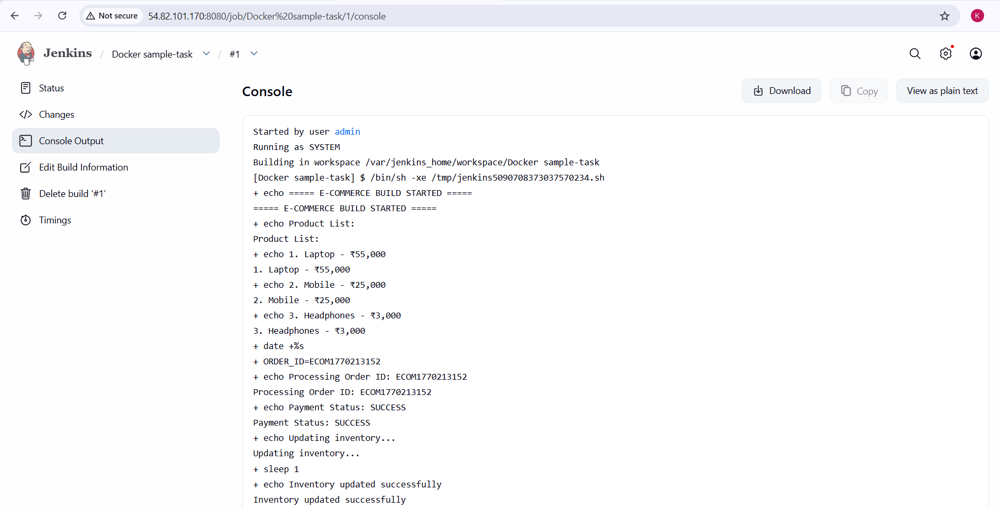 Not secure 54.82.101.170:8080/job/Docker%20sample-task/1/console K
Jenkins / Docker sample-task / #1
Status
Changes
Console Output
Edit Build Information
Delete build ‘#1’
Timings
Console
Download Copy View as plain text
Started by user admin
Running as SYSTEM
Building in workspace /var/jenkins_home/workspace/Docker sample-task
[Docker sample-task] $ /bin/sh -xe /tmp/jenkins5090708373037570234.sh
+ echo ===== E-COMMERCE BUILD STARTED =====
===== E-COMMERCE BUILD STARTED =====
+ echo Product List:
Product List:
+ echo 1. Laptop - ₹55,000
1. Laptop - ₹55,000
+ echo 2. Mobile - ₹25,000
2. Mobile - ₹25,000
+ echo 3. Headphones - ₹3,000
3. Headphones - ₹3,000
+ date +%s
+ ORDER_ID=ECOM1770213152
+ echo Processing Order ID: ECOM1770213152
Processing Order ID: ECOM1770213152
+ echo Payment Status: SUCCESS
Payment Status: SUCCESS
+ echo Updating inventory...
Updating inventory...
+ sleep 1
+ echo Inventory updated successfully
Inventory updated successfully